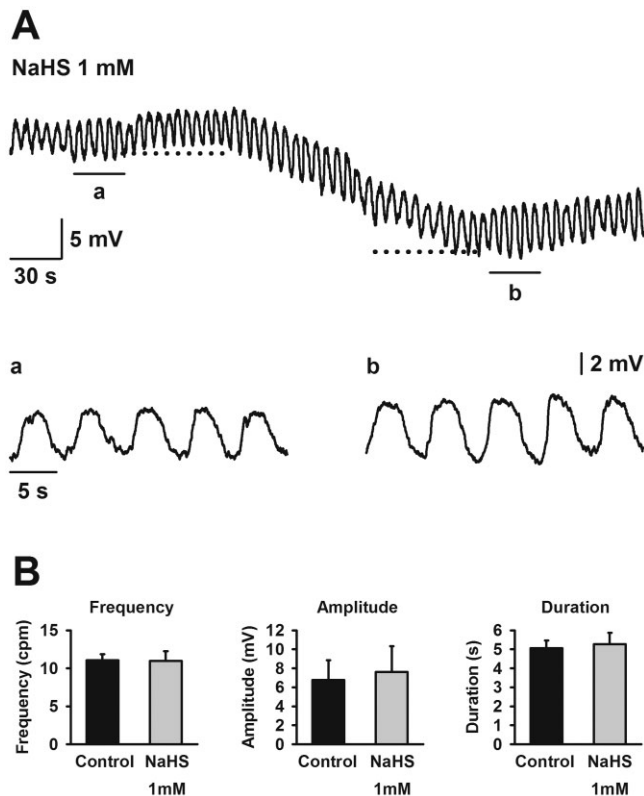 A
NaHS 1 mM
a
5 mV
30 s
b
a
b
2 mV
5 s
B
Frequency
Frequency (cpm)
15
10
5
0
Control
NaHS
1mM
Amplitude
Amplitude (mV)
12
10
8
6
4
2
0
Control
NaHS
1mM
Duration
Duration (s)
6
5
4
3
2
1
0
Control
NaHS
1mM